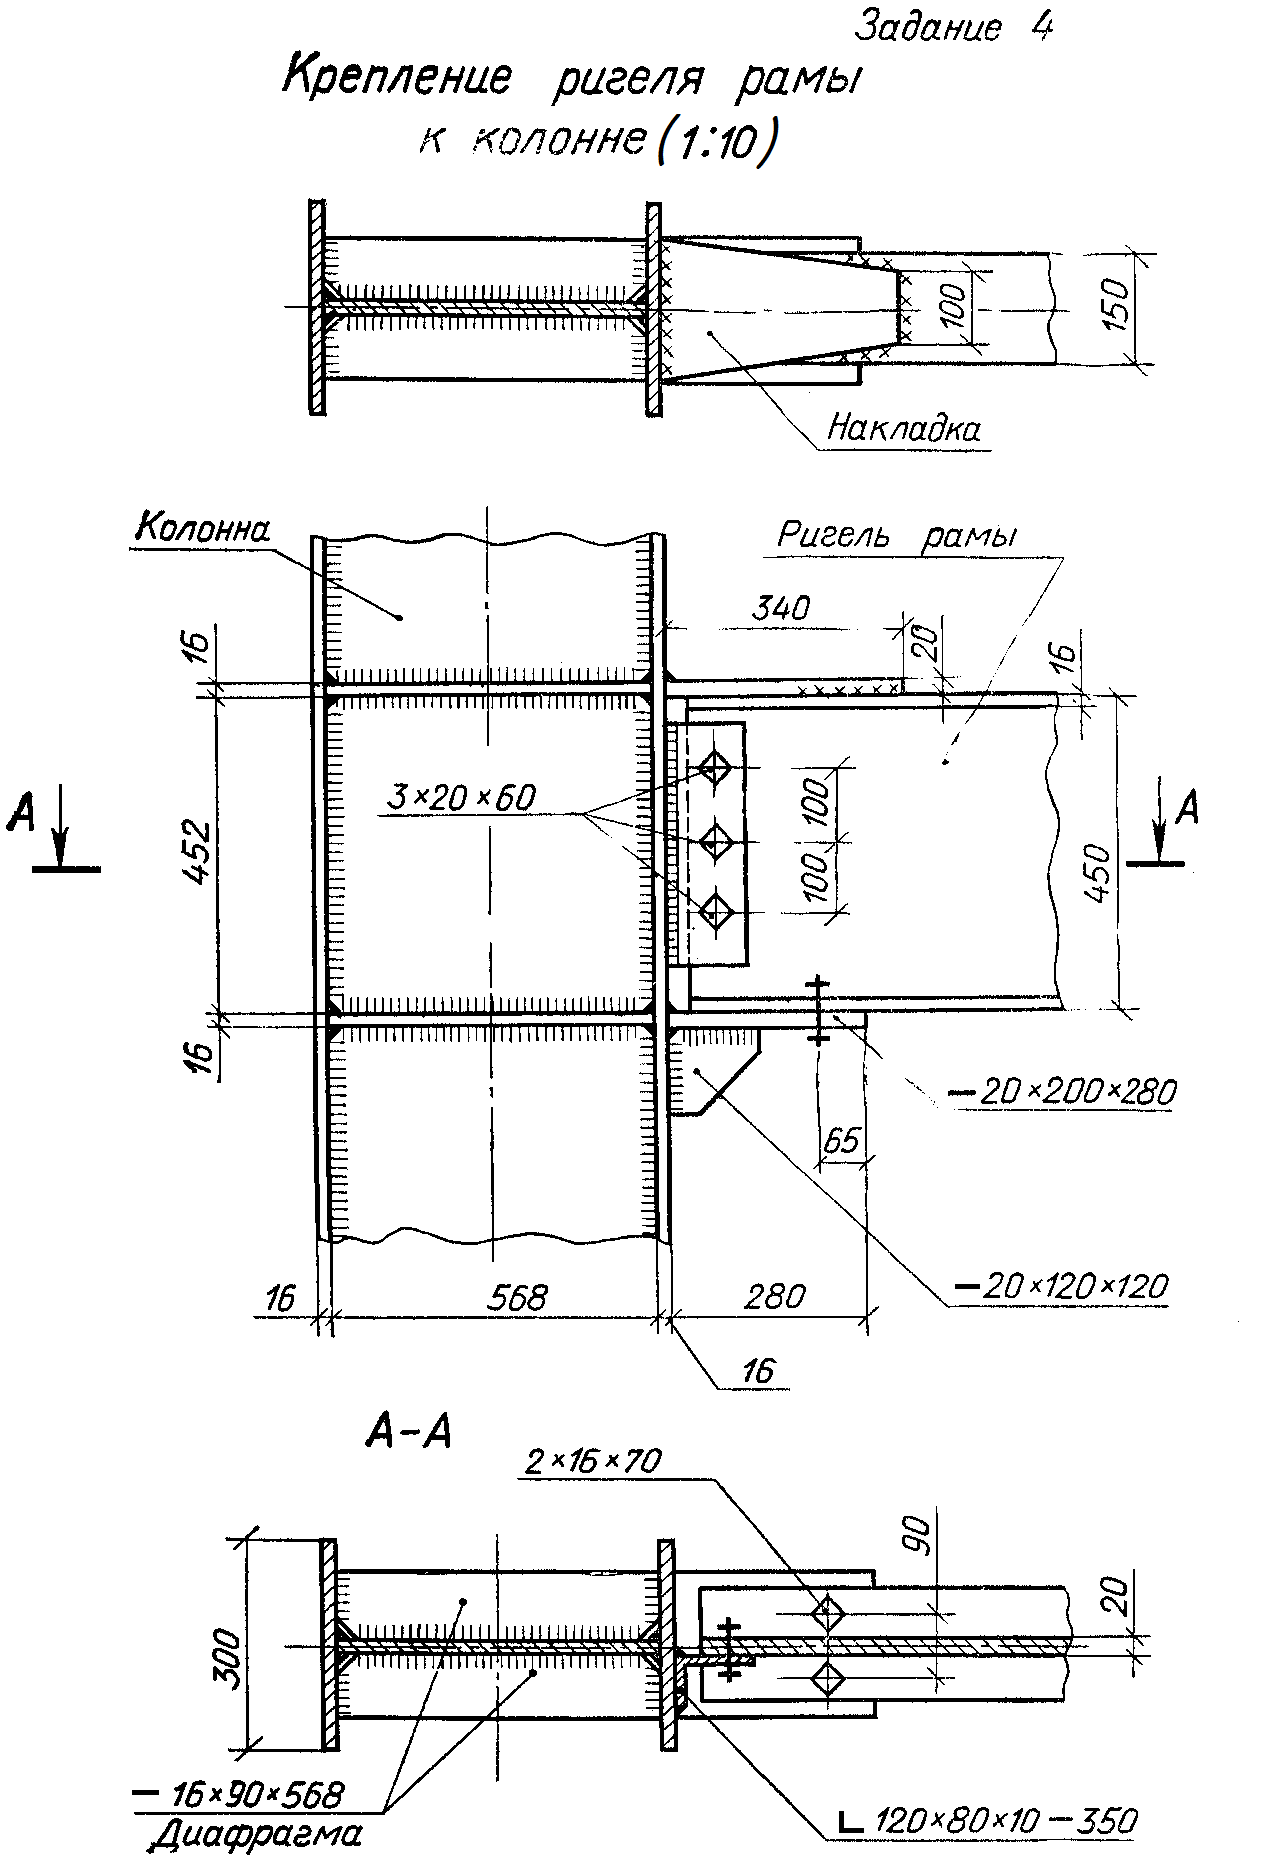 Задание 4
Крепление ригеля рамы
к колонне (1:10)
100
150
Накладка
Колонна
Ригель рамы
340
20
16
16
3×20×60
100
100
452
450
А
А
16
–20×200×280
65
–20×120×120
16
568
280
16
А–А
2×16×70
90
20
300
–16×90×568
Диафрагма
∟120×80×10–350